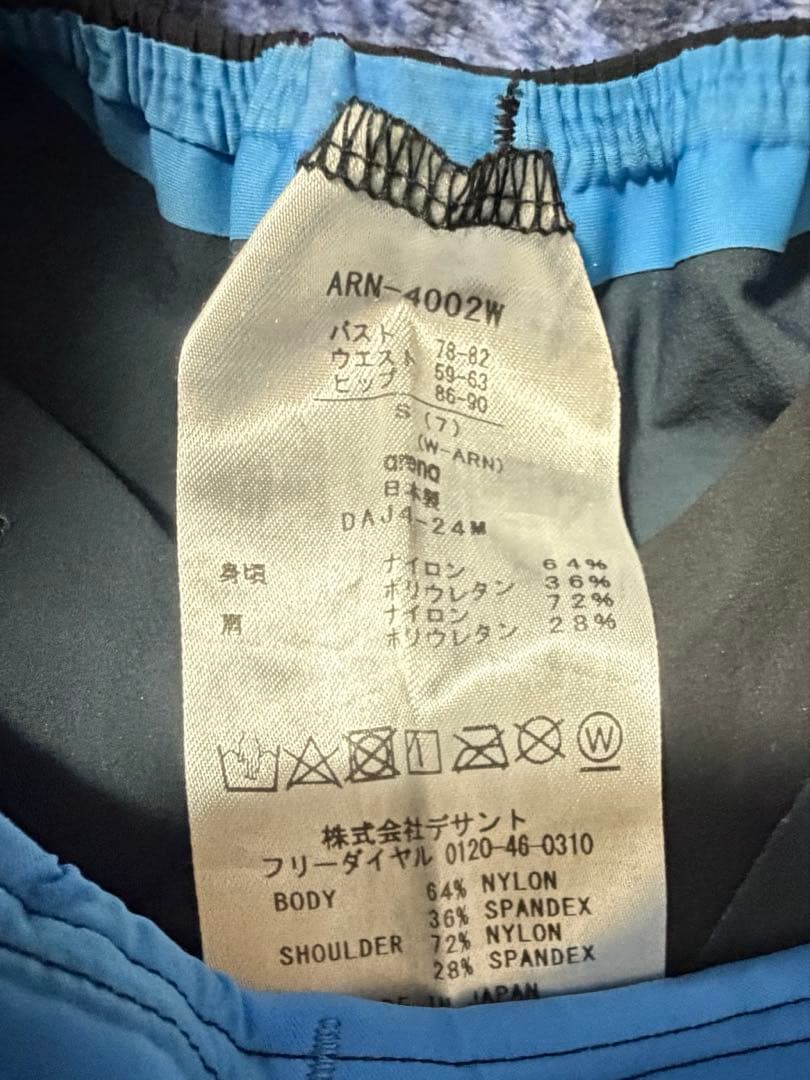 ARN-4002W
バスト 78-82
ウエスト 59-63
ヒップ 86-90
S (7)
(W-ARN)
arena
日本製
DAJ4-24M
身頃 ナイロン 64%
ポリウレタン 36%
肩 ナイロン 72%
ポリウレタン 28%
W
株式会社デサント
フリーダイヤル 0120-46-0310
BODY 64% NYLON
36% SPANDEX
SHOULDER 72% NYLON
28% SPANDEX
IN JAPAN